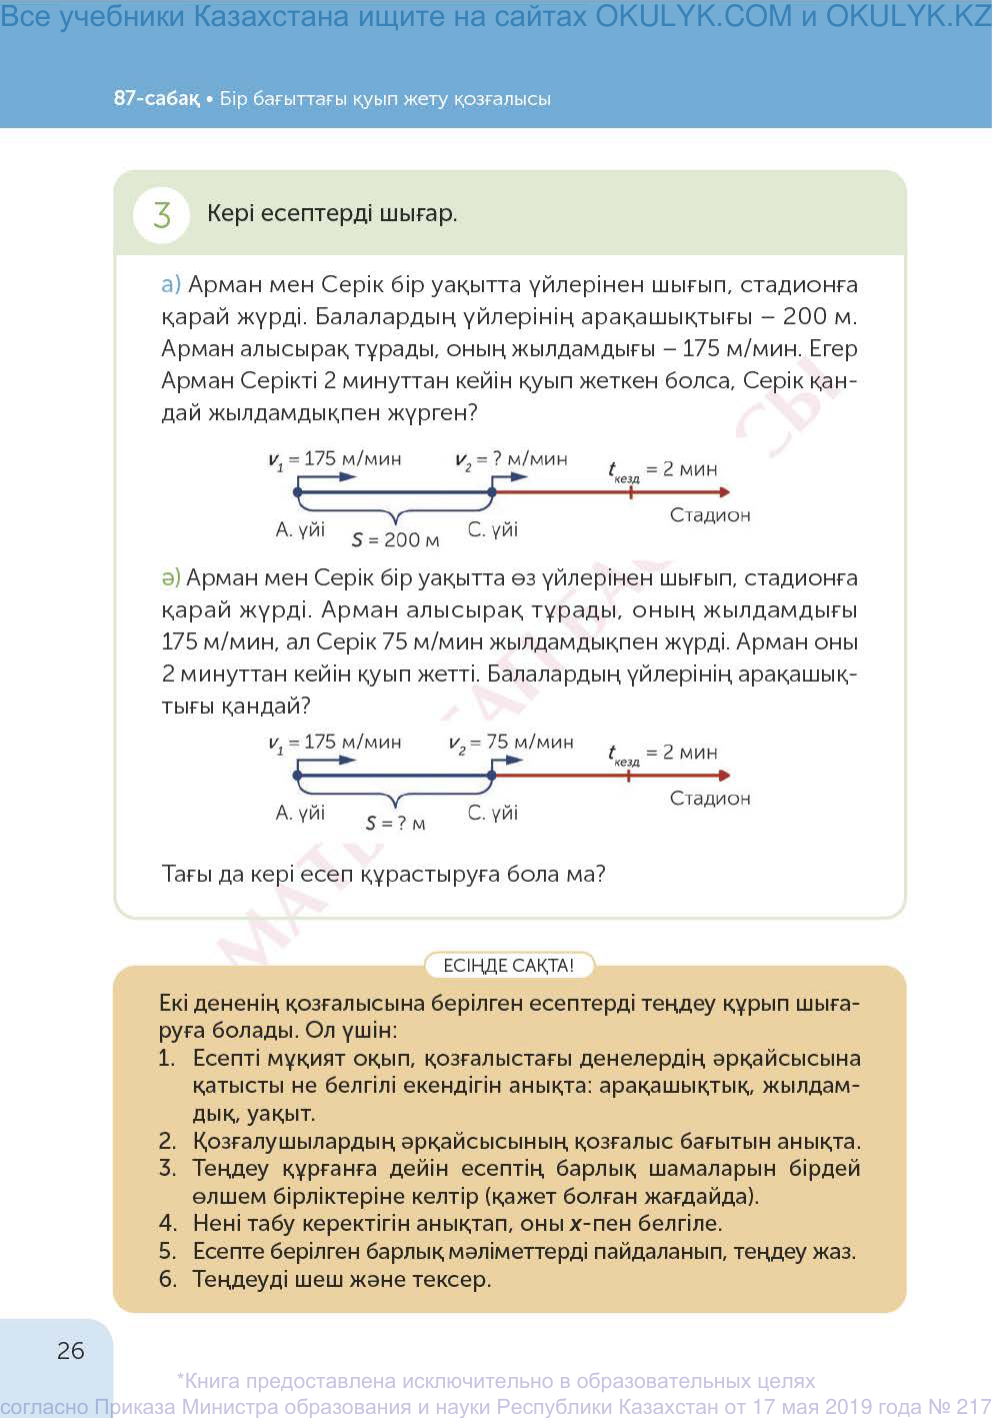 Все учебники Казахстана ищите на сайтах OKULYK.COM и OKULYK.KZ
87-сабақ • Бір бағыттағы қуып жету қозғалысы
3 Кері есептерді шығар.
а) Арман мен Серік бір уақытта үйлерінен шығып, стадионға
қарай жүрді. Балалардың үйлерінің арақашықтығы – 200 м.
Арман алысырақ тұрады, оның жылдамдығы – 175 м/мин. Егер
Арман Серікті 2 минуттан кейін қуып жеткен болса, Серік қан-
дай жылдамдықпен жүрген?
v₁ = 175 м/мин v₂ = ? м/мин tкезд = 2 мин
А. үйі S = 200 м С. үйі Стадион
ә) Арман мен Серік бір уақытта өз үйлерінен шығып, стадионға
қарай жүрді. Арман алысырақ тұрады, оның жылдамдығы
175 м/мин, ал Серік 75 м/мин жылдамдықпен жүрді. Арман оны
2 минуттан кейін қуып жетті. Балалардың үйлерінің арақашық-
тығы қандай?
v₁ = 175 м/мин v₂ = 75 м/мин tкезд = 2 мин
А. үйі S = ? м С. үйі Стадион
Тағы да кері есеп құрастыруға бола ма?
ЕСІҢДЕ САҚТА!
Екі дененің қозғалысына берілген есептерді теңдеу құрып шыға-
руға болады. Ол үшін:
1. Есепті мұқият оқып, қозғалыстағы денелердің әрқайсысына
қатысты не белгілі екендігін анықта: арақашықтық, жылдам-
дық, уақыт.
2. Қозғалушылардың әрқайсысының қозғалыс бағытын анықта.
3. Теңдеу құрғанға дейін есептің барлық шамаларын бірдей
өлшем бірліктеріне келтір (қажет болған жағдайда).
4. Нені табу керектігін анықтап, оны х-пен белгіле.
5. Есепте берілген барлық мәліметтерді пайдаланып, теңдеу жаз.
6. Теңдеуді шеш және тексер.
26
*Книга предоставлена исключительно в образовательных целях
согласно Приказа Министра образования и науки Республики Казахстан от 17 мая 2019 года № 217